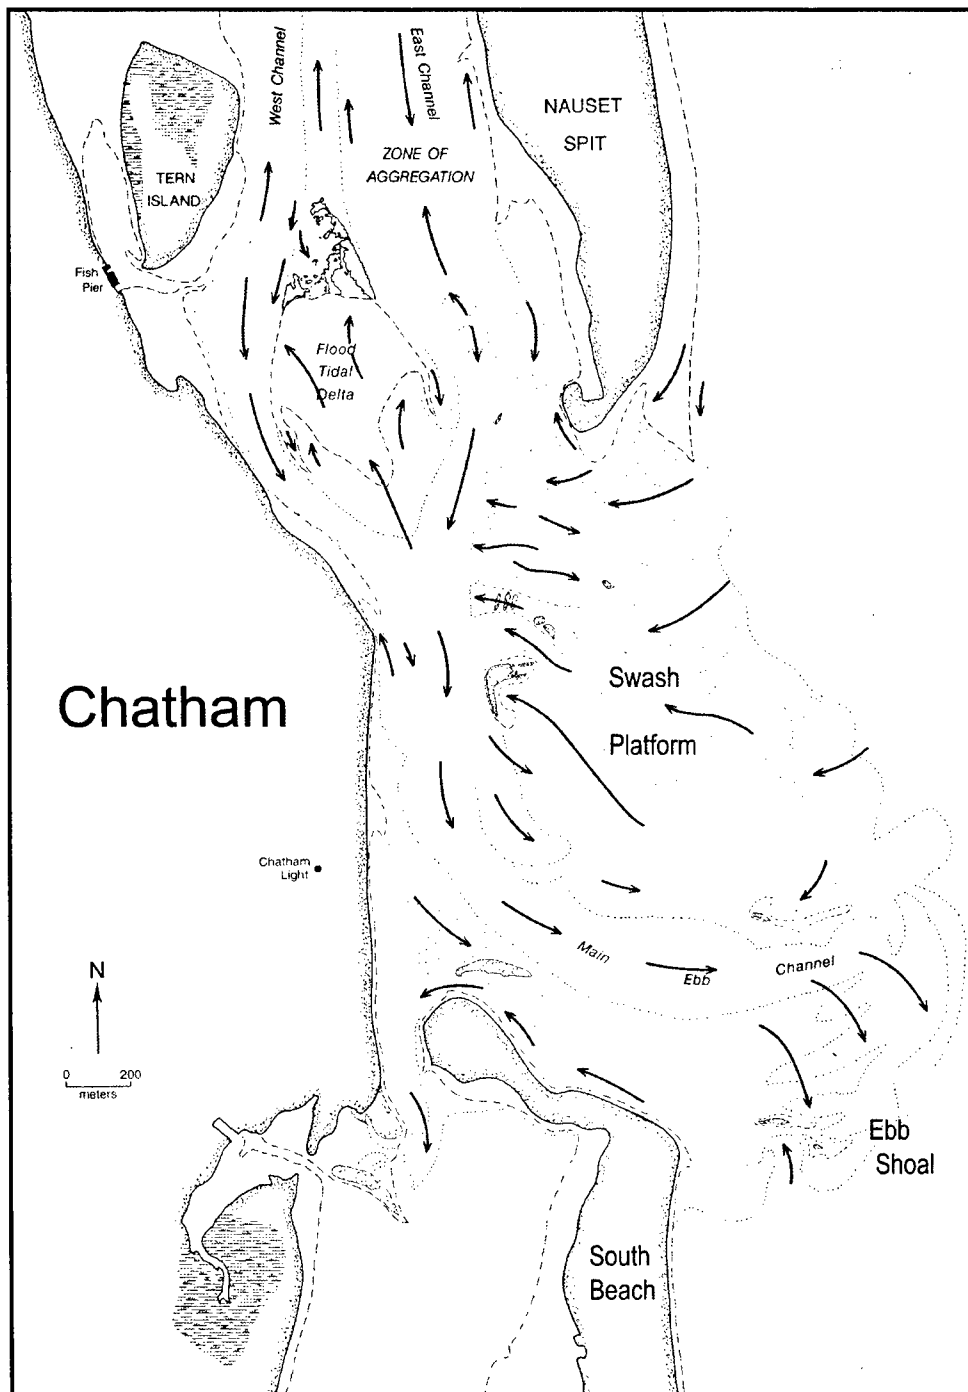 West Channel
East Channel
NAUSET
SPIT
ZONE OF
AGGREGATION
TERN
ISLAND
Fish
Pier
Flood
Tidal
Delta
Chatham
Swash
Platform
Chatham
Light
Main
Ebb
Channel
N
0 200
meters
Ebb
Shoal
South
Beach